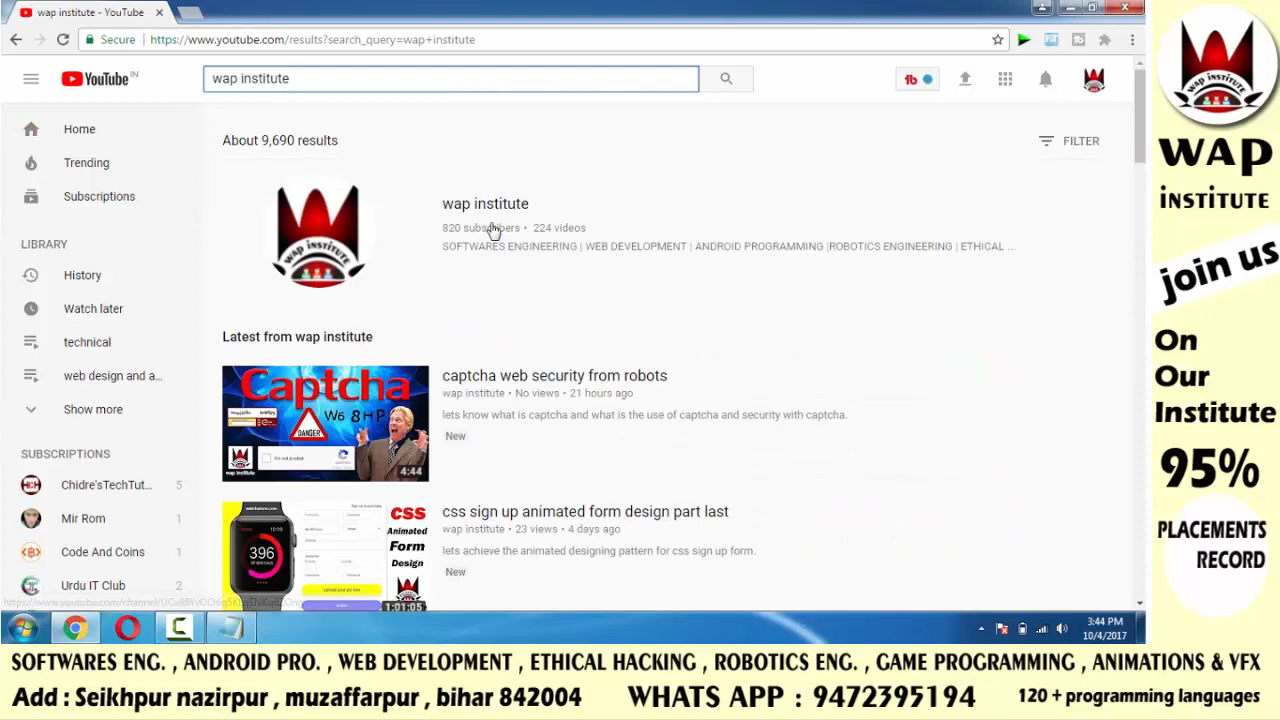 wap institute - YouTube
Secure
https://www.youtube.com/results?search_query=wap+institute
YouTube IN
wap institute
Home
Trending
Subscriptions
LIBRARY
History
Watch later
technical
web design and a...
Show more
SUBSCRIPTIONS
Chidre'sTechTut... 5
Mir Rom 1
Code And Coins 1
Urdu IT Club 2
About 9,690 results
FILTER
wap institute
wap institute
820 subscribers • 224 videos
SOFTWARES ENGINEERING | WEB DEVELOPMENT | ANDROID PROGRAMMING |ROBOTICS ENGINEERING | ETHICAL ...
Latest from wap institute
Captcha
W6 8HP
DANGER
wap institute
4:44
captcha web security from robots
wap institute • No views • 21 hours ago
lets know what is captcha and what is the use of captcha and security with captcha.
New
396
CSS
Animated
Form
Design
1:01:05
css sign up animated form design part last
wap institute • 23 views • 4 days ago
lets achieve the animated designing pattern for css sign up form.
New
3:44 PM
10/4/2017
wap institute
WAP
institute
join us
On
Our
Institute
95%
PLACEMENTS
RECORD
SOFTWARES ENG. , ANDROID PRO. , WEB DEVELOPMENT , ETHICAL HACKING , ROBOTICS ENG. , GAME PROGRAMMING , ANIMATIONS & VFX
Add : Seikhpur nazirpur , muzaffarpur , bihar 842004 WHATS APP : 9472395194 120 + programming languages